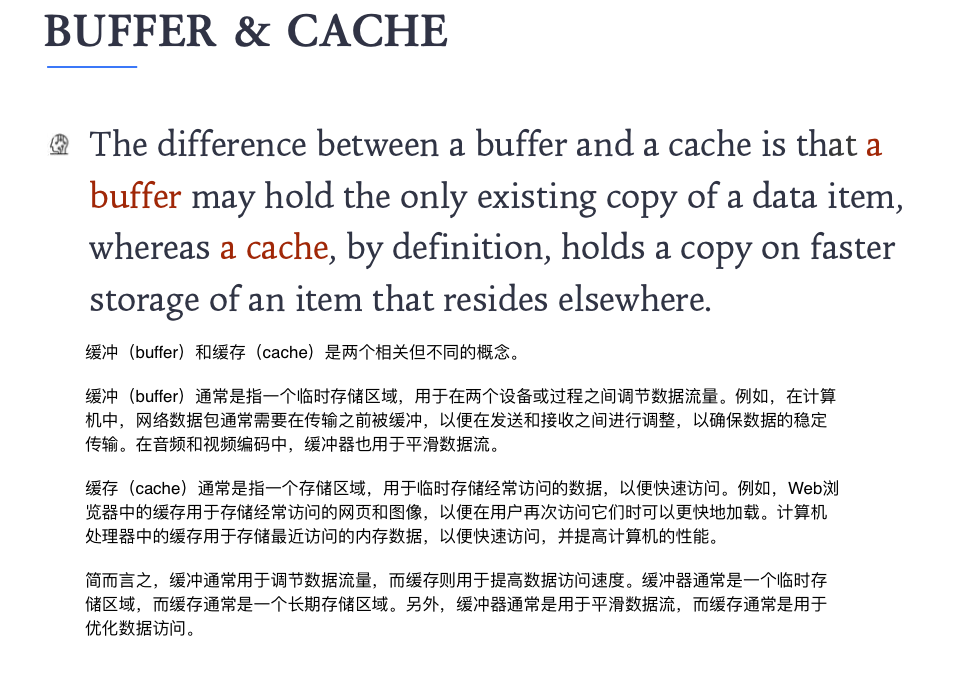 BUFFER & CACHE
The difference between a buffer and a cache is that a
buffer may hold the only existing copy of a data item,
whereas a cache, by definition, holds a copy on faster
storage of an item that resides elsewhere.
缓冲（buffer）和缓存（cache）是两个相关但不同的概念。
缓冲（buffer）通常是指一个临时存储区域，用于在两个设备或过程之间调节数据流量。例如，在计算
机中，网络数据包通常需要在传输之前被缓冲，以便在发送和接收之间进行调整，以确保数据的稳定
传输。在音频和视频编码中，缓冲器也用于平滑数据流。
缓存（cache）通常是指一个存储区域，用于临时存储经常访问的数据，以便快速访问。例如，Web浏
览器中的缓存用于存储经常访问的网页和图像，以便在用户再次访问它们时可以更快地加载。计算机
处理器中的缓存用于存储最近访问的内存数据，以便快速访问，并提高计算机的性能。
简而言之，缓冲通常用于调节数据流量，而缓存则用于提高数据访问速度。缓冲器通常是一个临时存
储区域，而缓存通常是一个长期存储区域。另外，缓冲器通常是用于平滑数据流，而缓存通常是用于
优化数据访问。